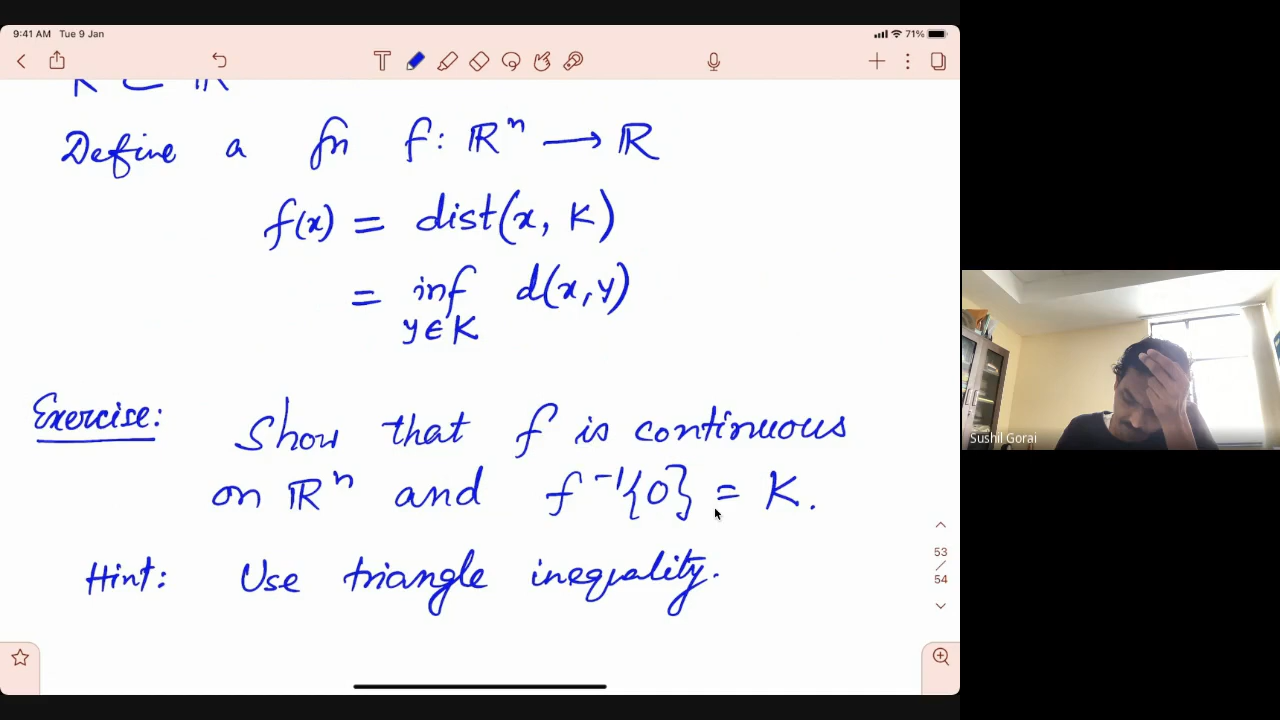 9:41 AM Tue 9 Jan
71%
K ⊂ ℝ
Define a fn f: ℝⁿ ⟶ ℝ
f(x) = dist(x, K)
= inf d(x,y)
y ∈ K
Exercise: Show that f is continuous
on ℝⁿ and f⁻¹{0} = K.
Hint: Use triangle inequality.
53
/
54
Sushil Gorai